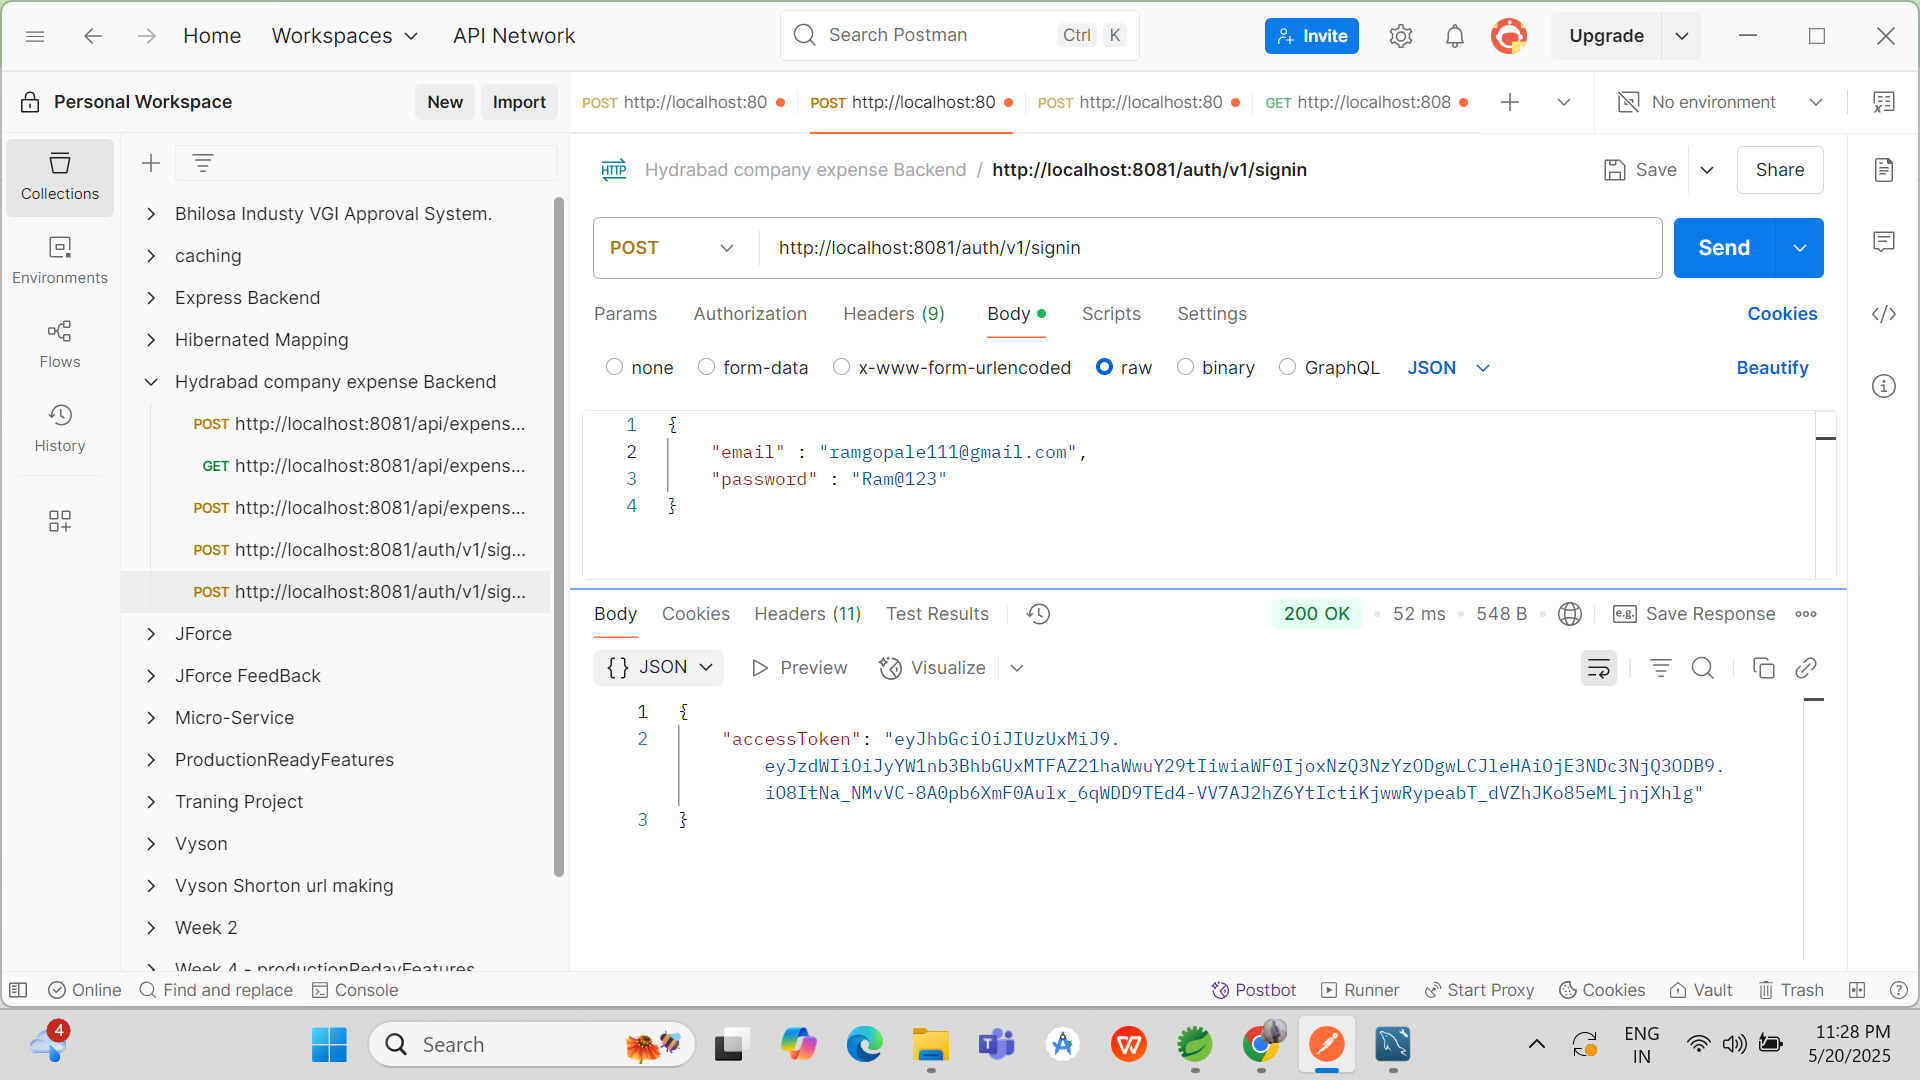 Home
Workspaces
API Network
Search Postman
Ctrl
K
Invite
Upgrade
Personal Workspace
New
Import
POST http://localhost:80
POST http://localhost:80
POST http://localhost:80
GET http://localhost:808
No environment
Collections
Environments
Flows
History
Bhilosa Industy VGI Approval System.
caching
Express Backend
Hibernated Mapping
Hydrabad company expense Backend
POST http://localhost:8081/api/expens...
GET http://localhost:8081/api/expens...
POST http://localhost:8081/api/expens...
POST http://localhost:8081/auth/v1/sig...
POST http://localhost:8081/auth/v1/sig...
JForce
JForce FeedBack
Micro-Service
ProductionReadyFeatures
Traning Project
Vyson
Vyson Shorton url making
Week 2
Week 4 - productionRedayFeatures
HTTP
Hydrabad company expense Backend / http://localhost:8081/auth/v1/signin
Save
Share
POST
http://localhost:8081/auth/v1/signin
Send
Params
Authorization
Headers (9)
Body
Scripts
Settings
Cookies
none
form-data
x-www-form-urlencoded
raw
binary
GraphQL
JSON
Beautify
1 {
2 "email" : "ramgopale111@gmail.com",
3 "password" : "Ram@123"
4 }
Body
Cookies
Headers (11)
Test Results
200 OK
52 ms
548 B
e.g.
Save Response
{} JSON
Preview
Visualize
1 {
2 "accessToken": "eyJhbGciOiJIUzUxMiJ9.
eyJzdWIiOiJyYW1nb3BhbGUxMTFAZ21haWwuY29tIiwiaWF0IjoxNzQ3NzYzODgwLCJleHAiOjE3NDc3NjQ3ODB9.
iO8ItNa_NMvVC-8A0pb6XmF0Aulx_6qWDD9TEd4-VV7AJ2hZ6YtIctiKjwwRypeabT_dVZhJKo85eMLjnjXhlg"
3 }
Online
Find and replace
Console
Postbot
Runner
Start Proxy
Cookies
Vault
Trash
4
Search
ENG
IN
11:28 PM
5/20/2025